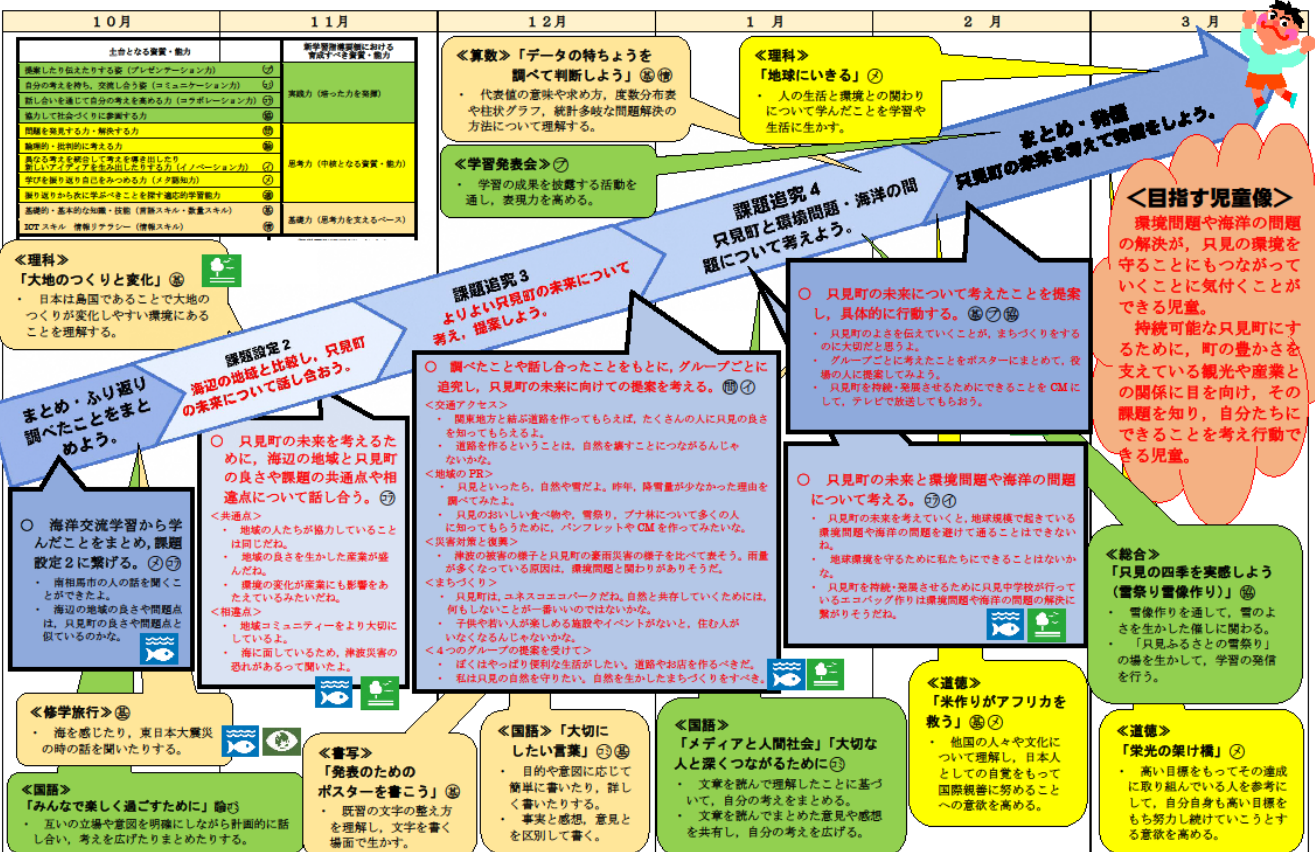 10月
11月
12月
1 月
2 月
3 月
土台となる資質・能力
新学習指導要領における
育成すべき資質・能力
提案したり伝えたりする姿(プレゼンテーション力) プ
自分の考えを持ち、交流し合う姿(コミュニケーション力)
話し合いを通じて自分の考えを高める力(コラボレーション力)
協力して社会づくりに参画する力 協
実践力(培った力を発揮)
問題を発見する力・解決する力 問
論理的・批判的に考える力 論
異なる考えを統合して考えを導き出したり
新しいアイディアを生み出したりする力(イノベーション力) イ
学びを振り返り自己をみつめる力(メタ認知力) メ
振り返りから次に学ぶべきことを探す適応的学習能力
思考力(中核となる資質・能力)
基礎的・基本的な知識・技能(言語スキル・数量スキル) 基
ICTスキル 情報リテラシー(情報スキル) 情
基礎力(思考力を支えるベース)
≪算数≫「データの特ちょうを
調べて判断しよう」基情
・ 代表値の意味や求め方，度数分布表
や柱状グラフ，統計多岐な問題解決の
方法について理解する。
≪理科≫
「地球にいきる」メ
・ 人の生活と環境との関わり
について学んだことを学習や
生活に生かす。
≪学習発表会≫プ
・ 学習の成果を披露する活動を
通し，表現力を高める。
≪理科≫
「大地のつくりと変化」基
・ 日本は島国であることで大地の
つくりが変化しやすい環境にある
ことを理解する。
まとめ・ふり返り
調べたことをまと
めよう。
課題設定２
海辺の地域と比較し，只見町
の未来について話し合おう。
課題追究３
よりよい只見町の未来について
考え，提案しよう。
課題追究４
只見町と環境問題・海洋の問
題について考えよう。
まとめ・発信
只見町の未来を考えて発信をしよう。
＜目指す児童像＞
環境問題や海洋の問題
の解決が，只見の環境を
守ることにもつながって
いくことに気付くことが
できる児童。
持続可能な只見町にす
るために，町の豊かさを
支えている観光や産業と
の関係に目を向け，その
課題を知り，自分たちに
できることを考え行動で
きる児童。
○ 海洋交流学習から学
んだことをまとめ，課題
設定２に繋げる。メコラ
・ 南相馬市の人の話を聞くこ
とができたよ。
・ 海辺の地域の良さや問題点
は，只見町の良さや問題点と
似ているのかな。
○ 只見町の未来を考えるた
めに，海辺の地域と只見町
の良さや課題の共通点や相
違点について話し合う。コラ
＜共通点＞
・ 地域の人たちが協力していること
は同じだね。
・ 地域の良さを生かした産業が盛
んだね。
・ 環境の変化が産業にも影響をあ
たえているみたいだね。
＜相違点＞
・ 地域コミュニティーをより大切に
しているよ。
・ 海に面しているため，津波災害の
恐れがあるって聞いたよ。
○ 調べたことや話し合ったことをもとに，グループごとに
追究し，只見町の未来に向けての提案を考える。問イ
＜交通アクセス＞
・ 関東地方と結ぶ道路を作ってもらえば，たくさんの人に只見の良さ
を知ってもらえるよ。
・ 道路を作るということは，自然を壊すことにつながるんじゃ
ないかな。
＜地域のPR＞
・ 只見といったら，自然や雪だよ。昨年，降雪量が少なかった理由を
調べてみたよ。
・ 只見のおいしい食べ物や，雪祭り，ブナ林について多くの人
に知ってもらうために，パンフレットやCMを作ってみたいな。
＜災害対策と復興＞
・ 津波の被害の様子と只見町の豪雨災害の様子を比べて表そう。雨量
が多くなっている原因は，環境問題と関わりがありそうだ。
＜まちづくり＞
・ 只見町は，ユネスコエコパークだね。自然と共存していくためには，
何もしないことが一番いいのではないかな。
・ 子供や若い人が楽しめる施設やイベントがないと，住む人が
いなくなるんじゃないかな。
＜４つのグループの提案を受けて＞
・ ぼくはやっぱり便利な生活がしたい。道路やお店を作るべきだ。
・ 私は只見の自然を守りたい。自然を生かしたまちづくりをすべき。
○ 只見町の未来について考えたことを提案
し，具体的に行動する。基プ協
・ 只見町のよさを伝えていくことが，まちづくりをする
のに大切だと思うよ。
・ グループごとに考えたことをポスターにまとめて，役
場の人に提案してみよう。
・ 只見町を持続・発展させるためにできることをCMに
して，テレビで放送してもらおう。
○ 只見町の未来と環境問題や海洋の問題
について考える。コライ
・ 只見町の未来を考えていくと，地球規模で起きている
環境問題や海洋の問題を避けて通ることはできない
ね。
・ 地球環境を守るために私たちにできることはないか
な。
・ 只見町を持続・発展させるために只見中学校が行って
いるエコバッグ作りは環境問題や海洋の問題の解決に
繋がりそうだね。
≪総合≫
「只見の四季を実感しよう
(雪祭り雪像作り)」協
・ 雪像作りを通して，雪のよ
さを生かした催しに関わる。
・ 「只見ふるさとの雪祭り」
の場を生かして，学習の発信
を行う。
≪修学旅行≫基
・ 海を感じたり，東日本大震災
の時の話を聞いたりする。
≪国語≫
「みんなで楽しく過ごすために」論
・ 互いの立場や意図を明確にしながら計画的に話
し合い，考えを広げたりまとめたりする。
≪書写≫
「発表のための
ポスターを書こう」基
・ 既習の文字の整え方
を理解し，文字を書く
場面で生かす。
≪国語≫「大切に
したい言葉」基
・ 目的や意図に応じて
簡単に書いたり，詳し
く書いたりする。
・ 事実と感想，意見と
を区別して書く。
≪国語≫
「メディアと人間社会」「大切な
人と深くつながるために
・ 文章を読んで理解したことに基づ
いて，自分の考えをまとめる。
・ 文章を読んでまとめた意見や感想
を共有し，自分の考えを広げる。
≪道徳≫
「米作りがアフリカを
救う」基メ
・ 他国の人々や文化に
ついて理解し，日本人
としての自覚をもって
国際親善に努めること
への意欲を高める。
≪道徳≫
「栄光の架け橋」メ
・ 高い目標をもってその達成
に取り組んでいる人を参考に
して，自分自身も高い目標を
もち努力し続けていこうとす
る意欲を高める。